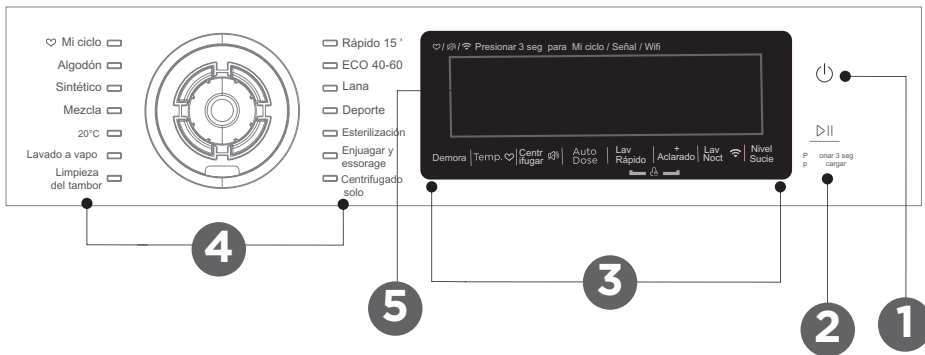 Mi ciclo
Algodón
Sintético
Mezcla
20°C
Lavado a vapo
Limpieza
del tambor
Rápido 15 '
ECO 40-60
Lana
Deporte
Esterilización
Enjuagar y
essorage
Centrifugado
solo
/ / Presionar 3 seg para Mi ciclo / Señal / Wifi
Demora | Temp. | Centr ifugar | Auto Dose | Lav Rápido | + Aclarado | Lav Noct | Nivel Sucie
P onar 3 seg
p cargar
4
5
3
2
1